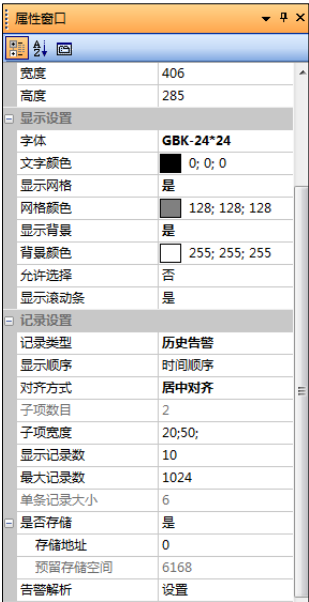 属性窗口
宽度 406
高度 285
显示设置
字体 GBK-24*24
文字颜色 0; 0; 0
显示网格 是
网格颜色 128; 128; 128
显示背景 是
背景颜色 255; 255; 255
允许选择 否
显示滚动条 是
记录设置
记录类型 历史告警
显示顺序 时间顺序
对齐方式 居中对齐
子项数目 2
子项宽度 20;50;
显示记录数 10
最大记录数 1024
单条记录大小 6
是否存储 是
存储地址 0
预留存储空间 6168
告警解析 设置